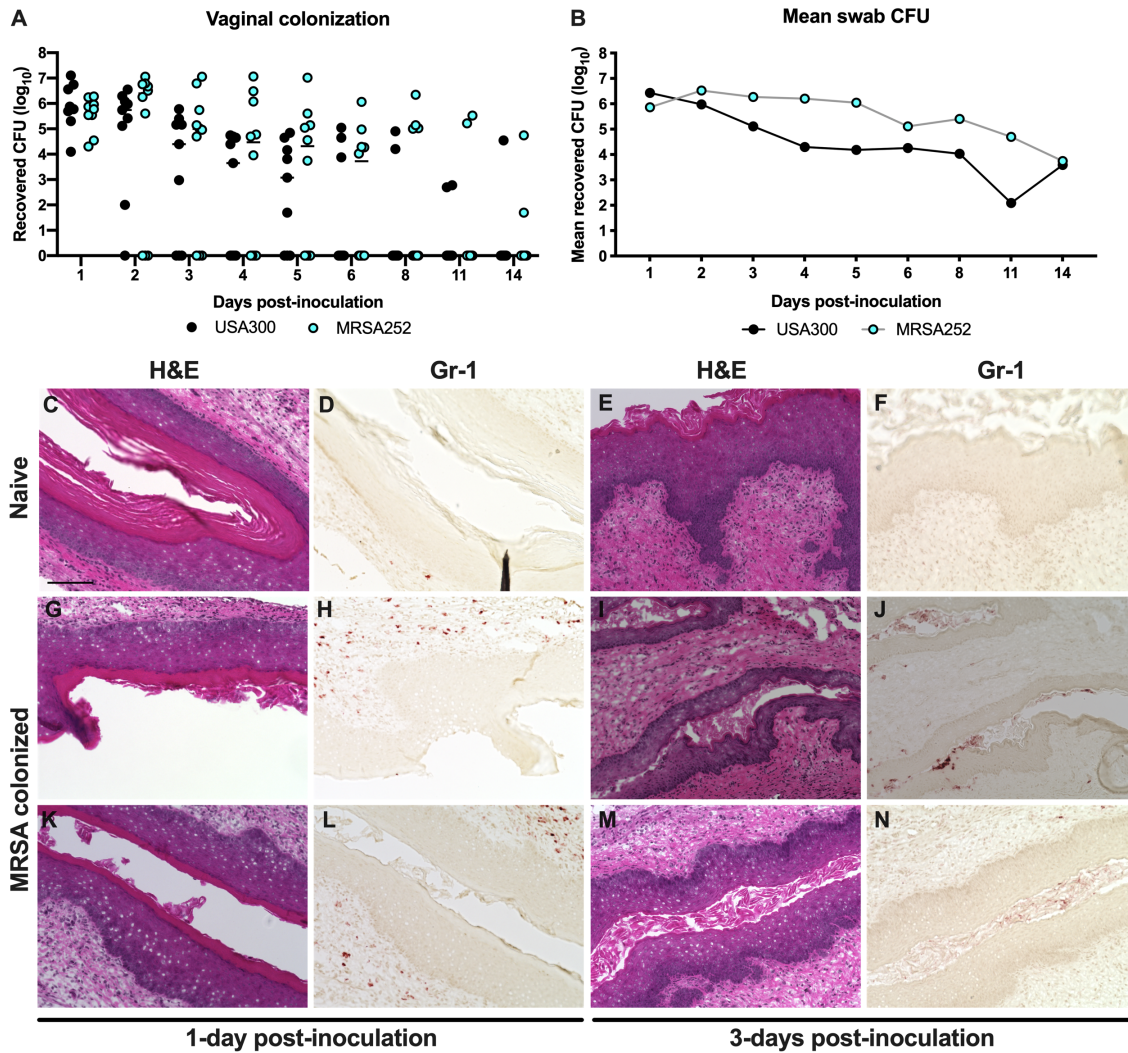 A
Vaginal colonization
Recovered CFU (log10)
8
7
6
5
4
3
2
1
0
1 2 3 4 5 6 8 11 14
Days post-inoculation
USA300 MRSA252
B
Mean swab CFU
Mean recovered CFU (log10)
8
7
6
5
4
3
2
1
0
1 2 3 4 5 6 8 11 14
Days post-inoculation
USA300 MRSA252
H&E Gr-1 H&E Gr-1
Naive
C D E F
MRSA colonized
G H I J
K L M N
1-day post-inoculation 3-days post-inoculation